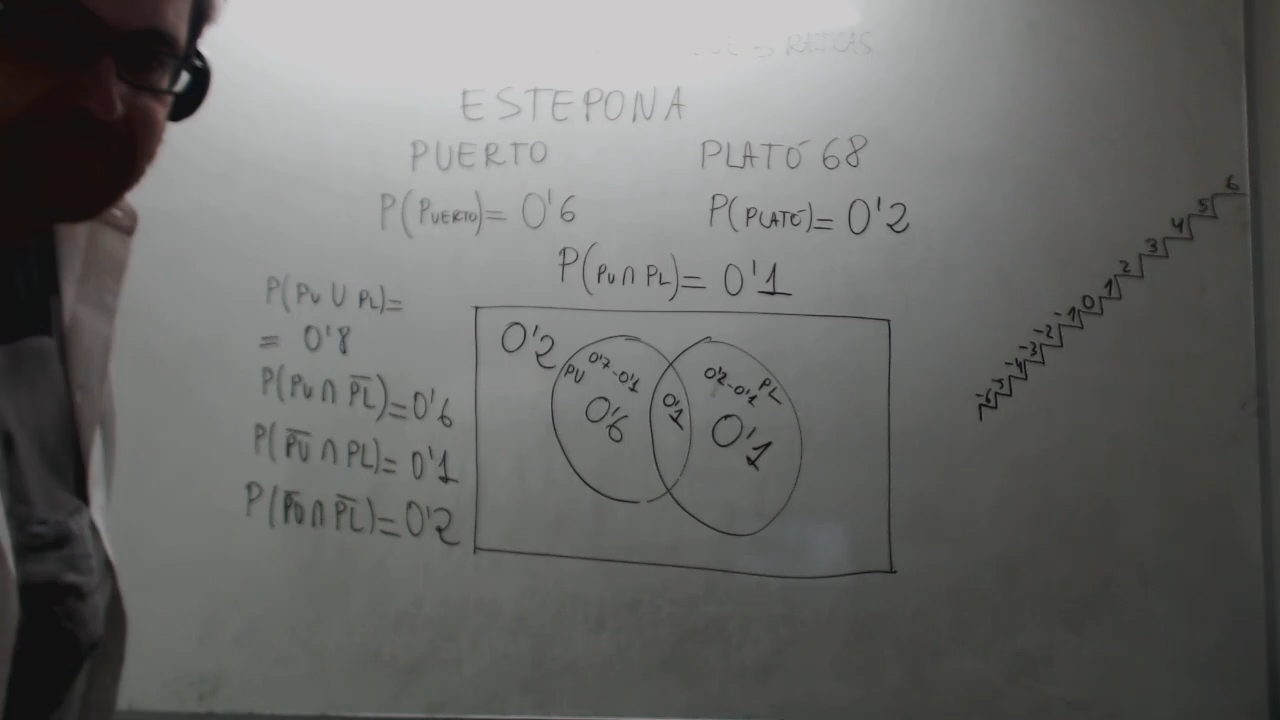 ESTEPONA
PUERTO PLATÓ 68
P(PUERTO)= 0'6 P(PLATÓ)= 0'2
P(PU ∩ PL)= 0'1
P(PU ∪ PL)=
= 0'8
P(PU ∩ P̅L̅)=0'6
P(P̅U̅ ∩ PL)= 0'1
P(P̅U̅ ∩ P̅L̅)=0'2
0'2
PU
0'7-0'1
0'6
0'1
0'2-0'1
PL
0'1
6
5
4
3
2
1
0
-1
-2
-3
-4
-5
-6